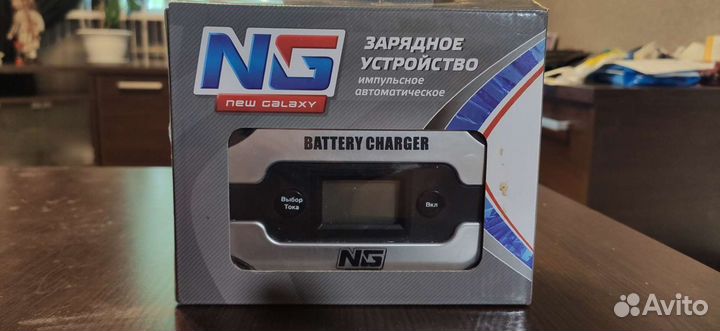 NG
new GALAXY
ЗАРЯДНОЕ
УСТРОЙСТВО
импульсное
автоматическое
BATTERY CHARGER
Выбор
Тока
Вкл
NG
Avito